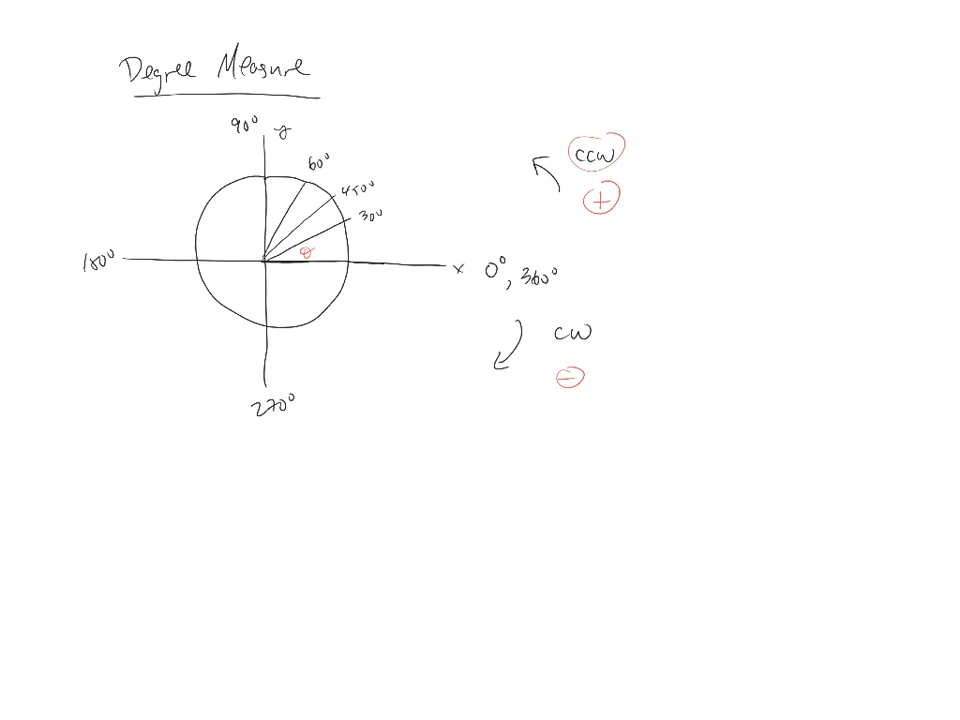 Degree Measure
90° y
60°
45°
30°
θ
180°
x 0°, 360°
270°
CCW
+
CW
−